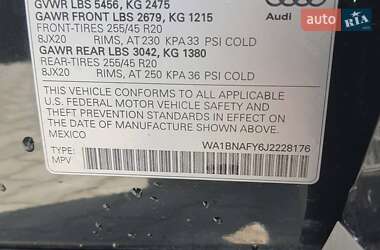 GVWR LBS 5456, KG 2475
GAWR FRONT LBS 2679, KG 1215
FRONT-TIRES 255/45 R20
8JX20 RIMS, AT 230 KPA 33 PSI COLD
GAWR REAR LBS 3042, KG 1380
REAR-TIRES 255/45 R20
8JX20 RIMS, AT 250 KPA 36 PSI COLD
Audi
THIS VEHICLE CONFORMS TO ALL APPLICABLE
U.S. FEDERAL MOTOR VEHICLE SAFETY AND
THEFT PREVENTION STANDARDS IN EFFECT ON
THE DATE OF MANUFACTURE SHOWN ABOVE.
MEXICO
TYPE: WA1BNAFY6J2228176
MPV
AUTO
RIA